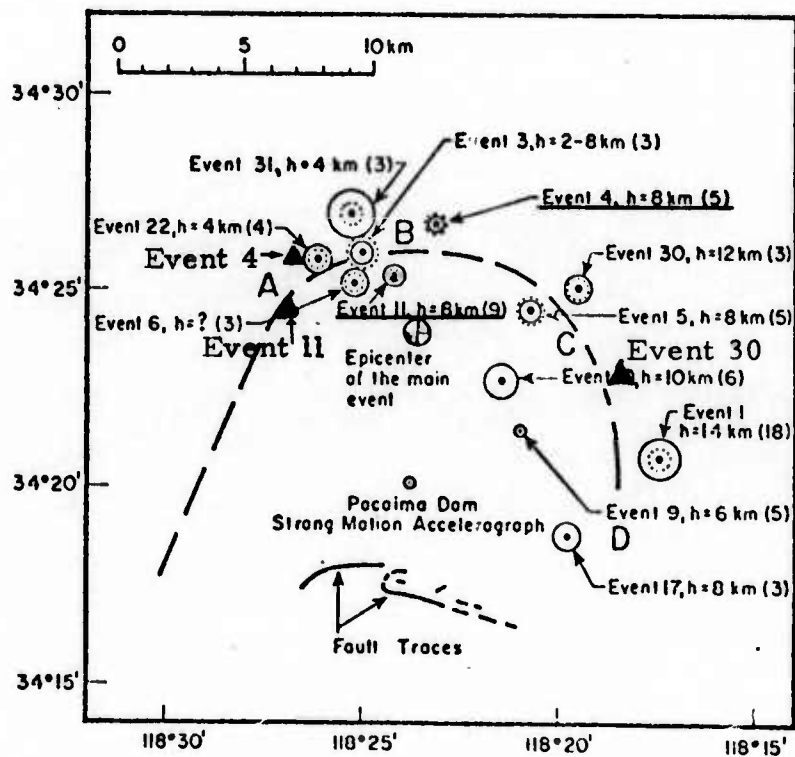 0 5 10 km
34°30'
Event 3, h=2-8 km (3)
Event 31, h=4 km (3)
Event 4, h=8 km (5)
Event 22, h=4 km (4)
B
Event 4
Event 30, h=12 km (3)
A
34°25'
Event 11, h=8 km (9)
Event 6, h=? (3)
Event 5, h=8 km (5)
Event 11
C
Epicenter
of the main
event
Event 30
h=10 km (6)
Event 1
h=14 km (18)
34°20'
Pacoima Dam
Strong Motion Accelerograph
Event 9, h=6 km (5)
D
Event 17, h=8 km (3)
Fault Traces
34°15'
118°30' 118°25' 118°20' 118°15'